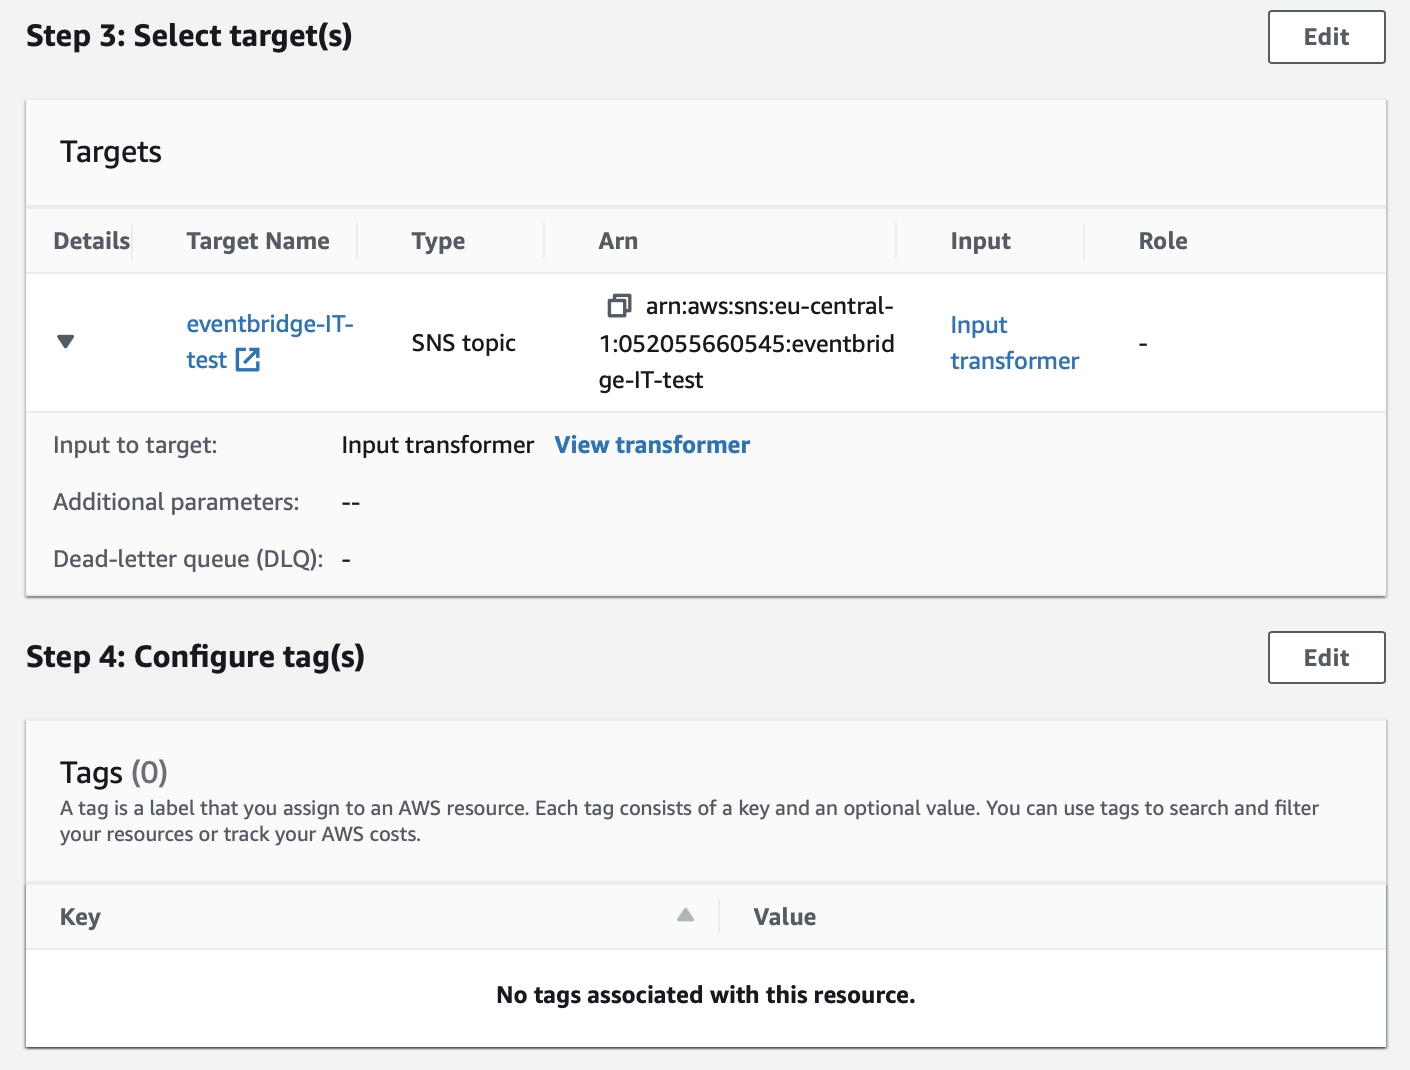 Step 3: Select target(s)
Edit
Targets
Details
Target Name
Type
Arn
Input
Role
eventbridge-IT-
test
SNS topic
arn:aws:sns:eu-central-
1:052055660545:eventbrid
ge-IT-test
Input
transformer
-
Input to target:
Input transformer
View transformer
Additional parameters:
--
Dead-letter queue (DLQ):
-
Step 4: Configure tag(s)
Edit
Tags (0)
A tag is a label that you assign to an AWS resource. Each tag consists of a key and an optional value. You can use tags to search and filter
your resources or track your AWS costs.
Key
Value
No tags associated with this resource.